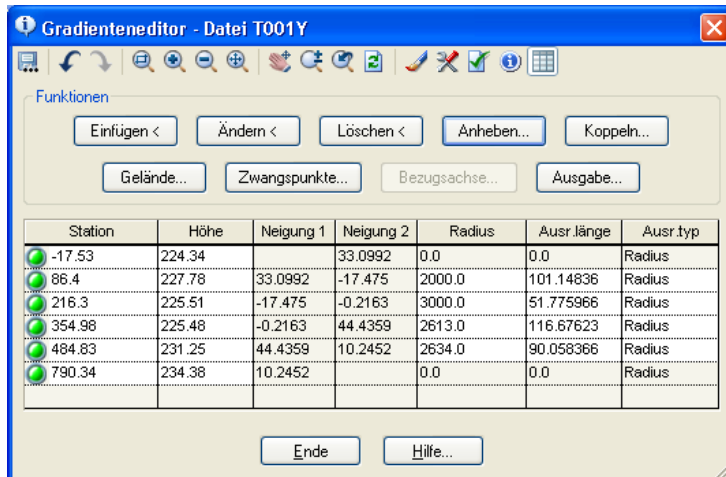 Gradienteneditor - Datei T001Y
Funktionen
Einfügen < Ändern < Löschen < Anheben... Koppeln...
Gelände... Zwangspunkte... Bezugsachse... Ausgabe...
Station Höhe Neigung 1 Neigung 2 Radius Ausr.länge Ausr.typ
-17.53 224.34 33.0992 0.0 0.0 Radius
86.4 227.78 33.0992 -17.475 2000.0 101.14836 Radius
216.3 225.51 -17.475 -0.2163 3000.0 51.775966 Radius
354.98 225.48 -0.2163 44.4359 2613.0 116.67623 Radius
484.83 231.25 44.4359 10.2452 2634.0 90.058366 Radius
790.34 234.38 10.2452 0.0 0.0 Radius
Ende Hilfe...